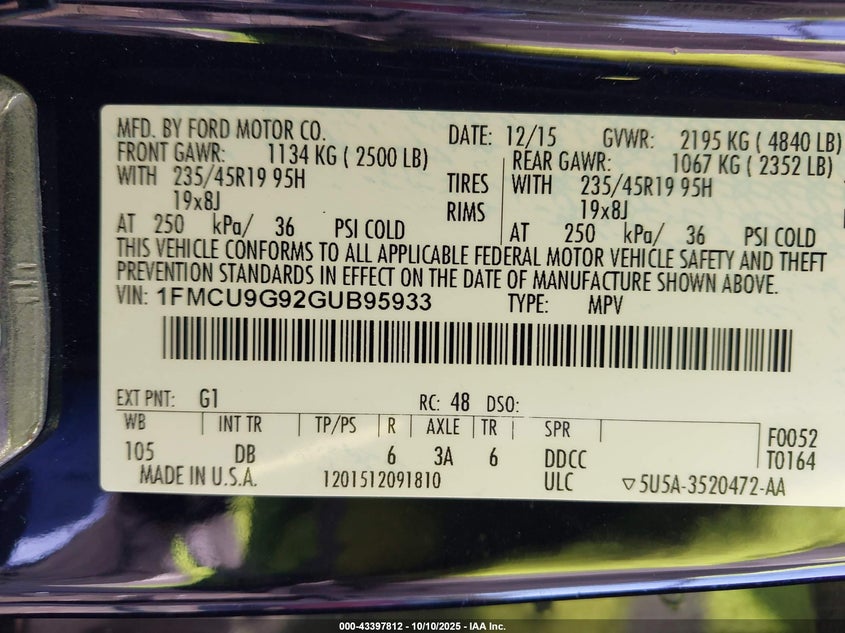 MFD. BY FORD MOTOR CO. DATE: 12/15 GVWR: 2195 KG ( 4840 LB)
FRONT GAWR: 1134 KG ( 2500 LB) REAR GAWR: 1067 KG ( 2352 LB)
WITH 235/45R19 95H TIRES WITH 235/45R19 95H
19x8J RIMS 19x8J
AT 250 kPa/ 36 PSI COLD AT 250 kPa/ 36 PSI COLD
THIS VEHICLE CONFORMS TO ALL APPLICABLE FEDERAL MOTOR VEHICLE SAFETY AND THEFT
PREVENTION STANDARDS IN EFFECT ON THE DATE OF MANUFACTURE SHOWN ABOVE.
VIN: 1FMCU9G92GUB95933 TYPE: MPV
EXT PNT: G1 RC: 48 DSO:
WB INT TR TP/PS R AXLE TR SPR F0052
105 DB 6 3A 6 DDCC T0164
MADE IN U.S.A. 1201512091810 ULC ▽5U5A-3520472-AA
000-43397812 - 10/10/2025 - IAA Inc.